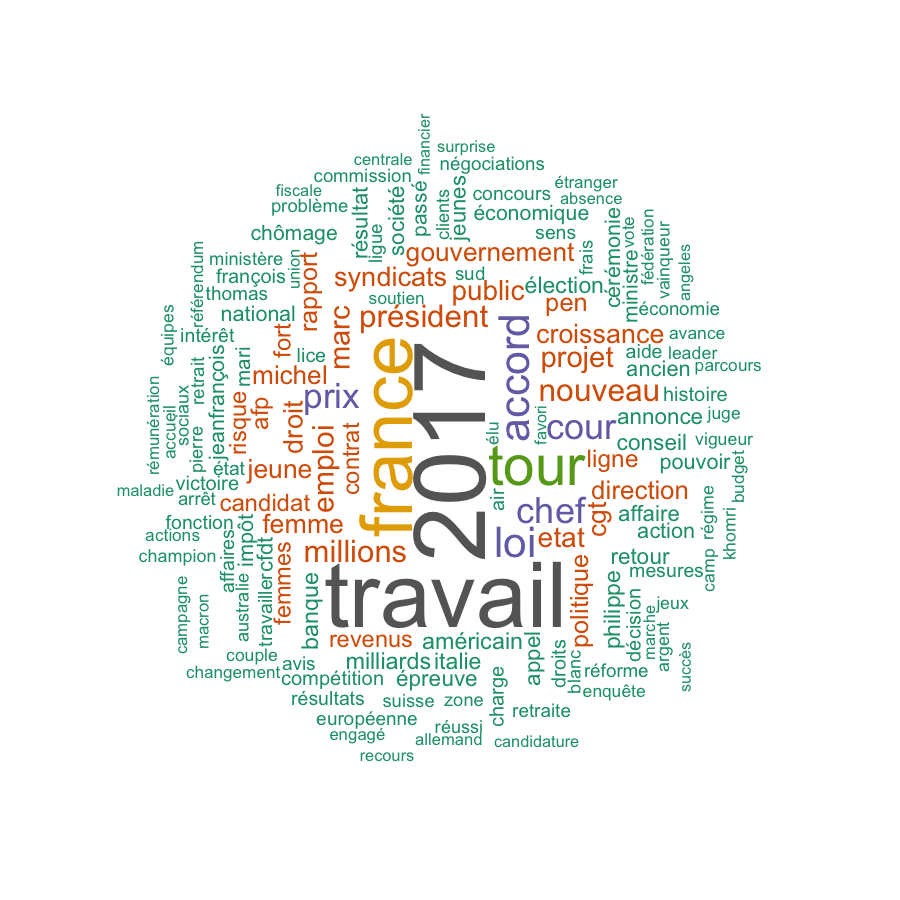 financier
surprise
centrale
négociations
commission
étranger
fiscale
passé
clients
jeunes
concours
absence
problème
résultat
société
économique
chômage
ligue
sens
cérémonie
vote
fédération
ministre
vainqueur
gouvernement
frais
angeles
référendum
ministère
union
rapport
syndicats
sud
élection
françois
public
pen
thomas
soutien
économie
national
fort
marc
président
accord
croissance
avance
équipes
intérêt
lice
projet
aide
leader
retrait
jeanfrançois
mari
michel
france
2017
ancien
parcours
prix
nouveau
histoire
rémunération
accueil
sociaux
pierre
risque
afp
droit
emploi
contrat
élu
favori
cour
annonce
juge
conseil
vigueur
état
jeune
tour
ligne
pouvoir
budget
maladie
victoire
arrêt
candidat
air
direction
fonction
femme
chef
cgt
affaire
actions
impôt
loi
etat
action
régime
khomri
champion
affaires
cfdt
millions
retour
mesures
camp
campagne
macron
australie
travailler
femmes
banque
travail
politique
philippe
décision
marche
jeux
argent
succès
revenus
américain
appel
droits
couple
avis
milliards
italie
blanc
réforme
changement
compétition
épreuve
charge
enquête
résultats
suisse
zone
retraite
européenne
réussi
engagé
allemand
candidature
recours